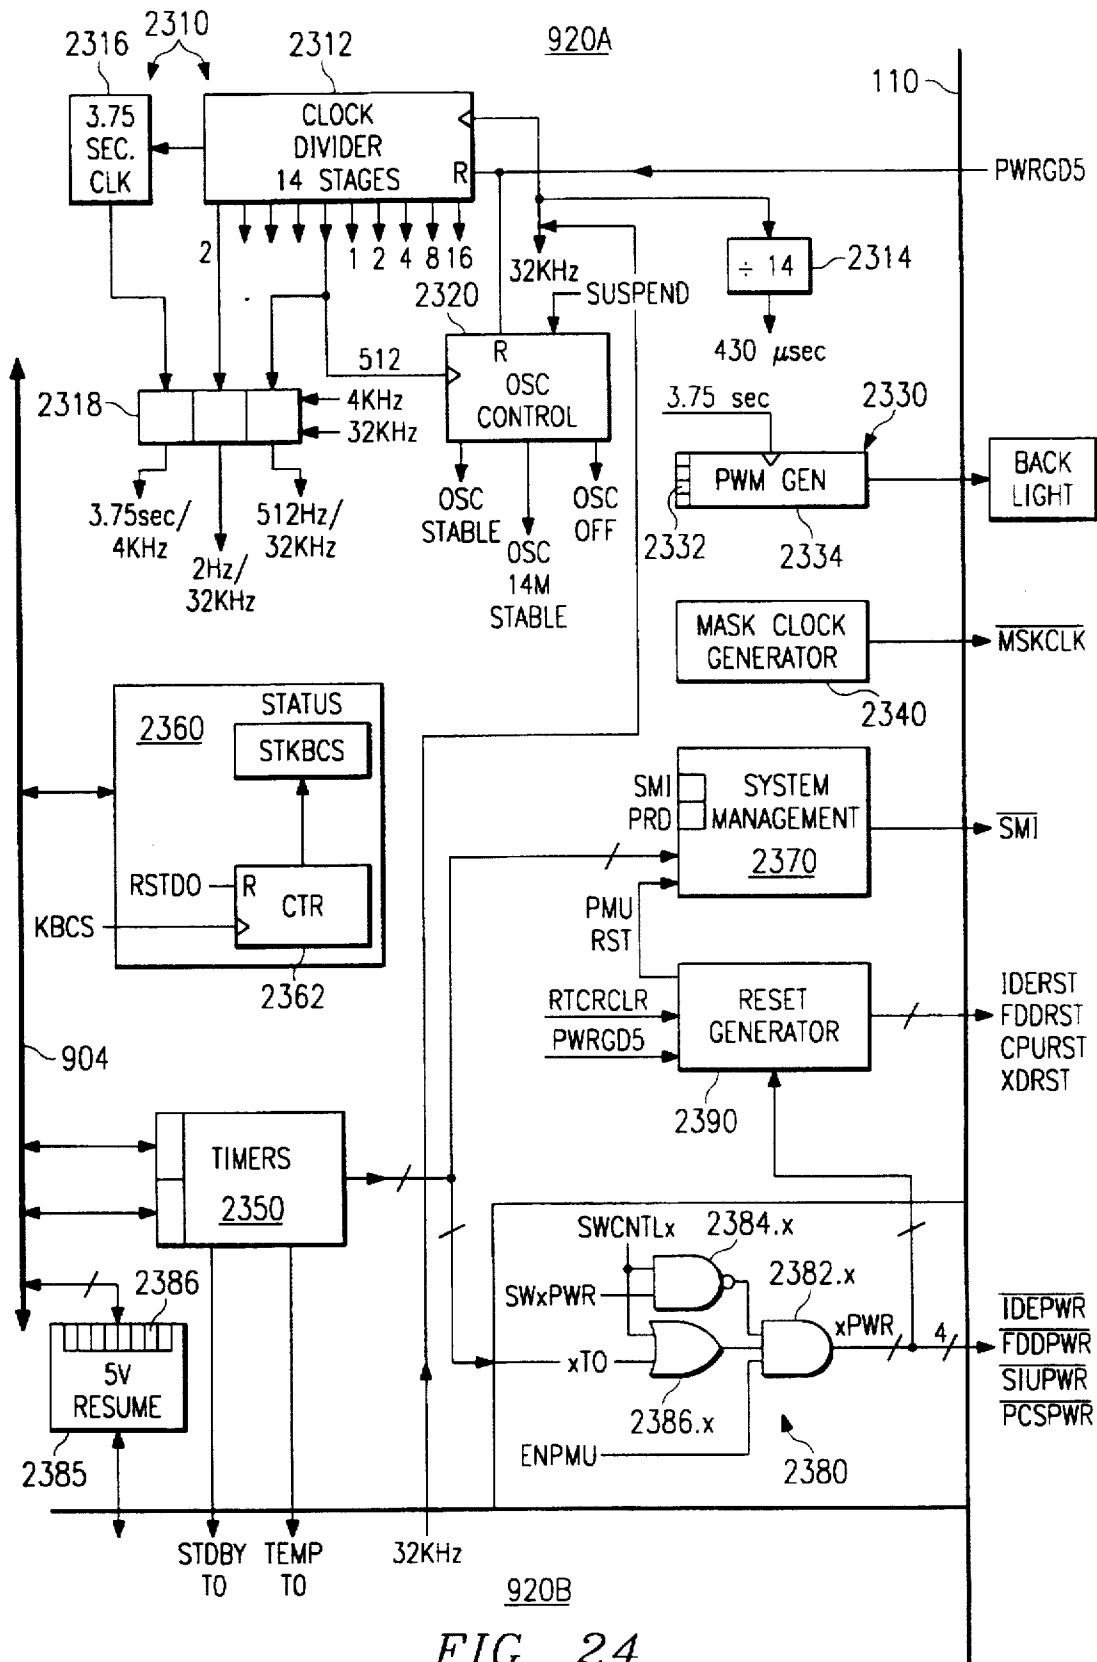 920A
2316
2310
2312
110
3.75
SEC.
CLK
CLOCK
DIVIDER
14 STAGES
R
PWRGD5
2
1 2 4 8 16
32KHz
÷ 14
2314
430 µsec
2320
SUSPEND
512
R
OSC
CONTROL
2318
4KHz
32KHz
3.75sec/
4KHz
2Hz/
32KHz
512Hz/
32KHz
OSC
STABLE
OSC
14M
STABLE
OSC
OFF
3.75 sec
2330
PWM GEN
2332
2334
BACK
LIGHT
MASK CLOCK
GENERATOR
2340
MSKCLK
STATUS
2360
STKBCS
RSTDO
R
CTR
KBCS
2362
SMI
PRD
SYSTEM
MANAGEMENT
2370
SMI
PMU
RST
RTCRCLR
PWRGD5
RESET
GENERATOR
2390
IDERST
FDDRST
CPURST
XDRST
904
TIMERS
2350
2386
5V
RESUME
2385
SWCNTLx
2384.x
SWxPWR
2382.x
xTO
2386.x
xPWR
4
ENPMU
2380
IDEPWR
FDDPWR
SIUPWR
PCSPWR
STDBY
TO
TEMP
TO
32KHz
920B
FIG. 24